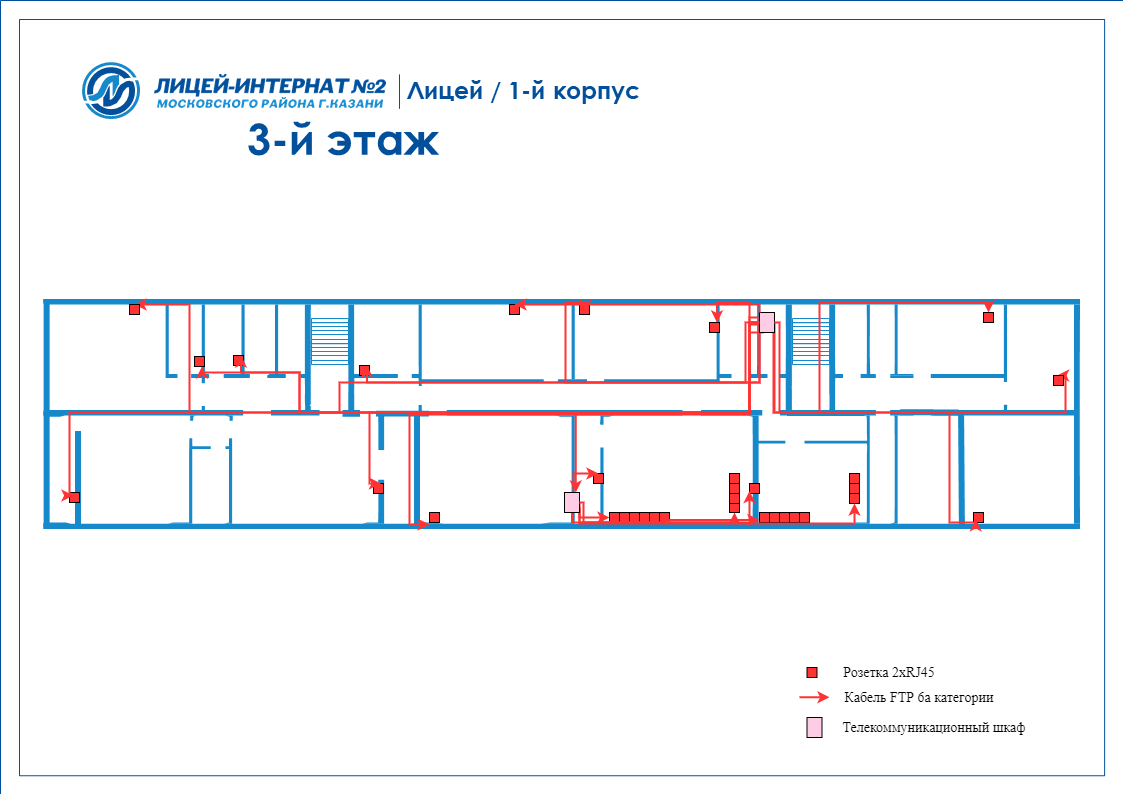 ЛИЦЕЙ-ИНТЕРНАТ №2
МОСКОВСКОГО РАЙОНА Г.КАЗАНИ
Лицей / 1-й корпус
3-й этаж
Розетка 2xRJ45
Кабель FTP 6а категории
Телекоммуникационный шкаф